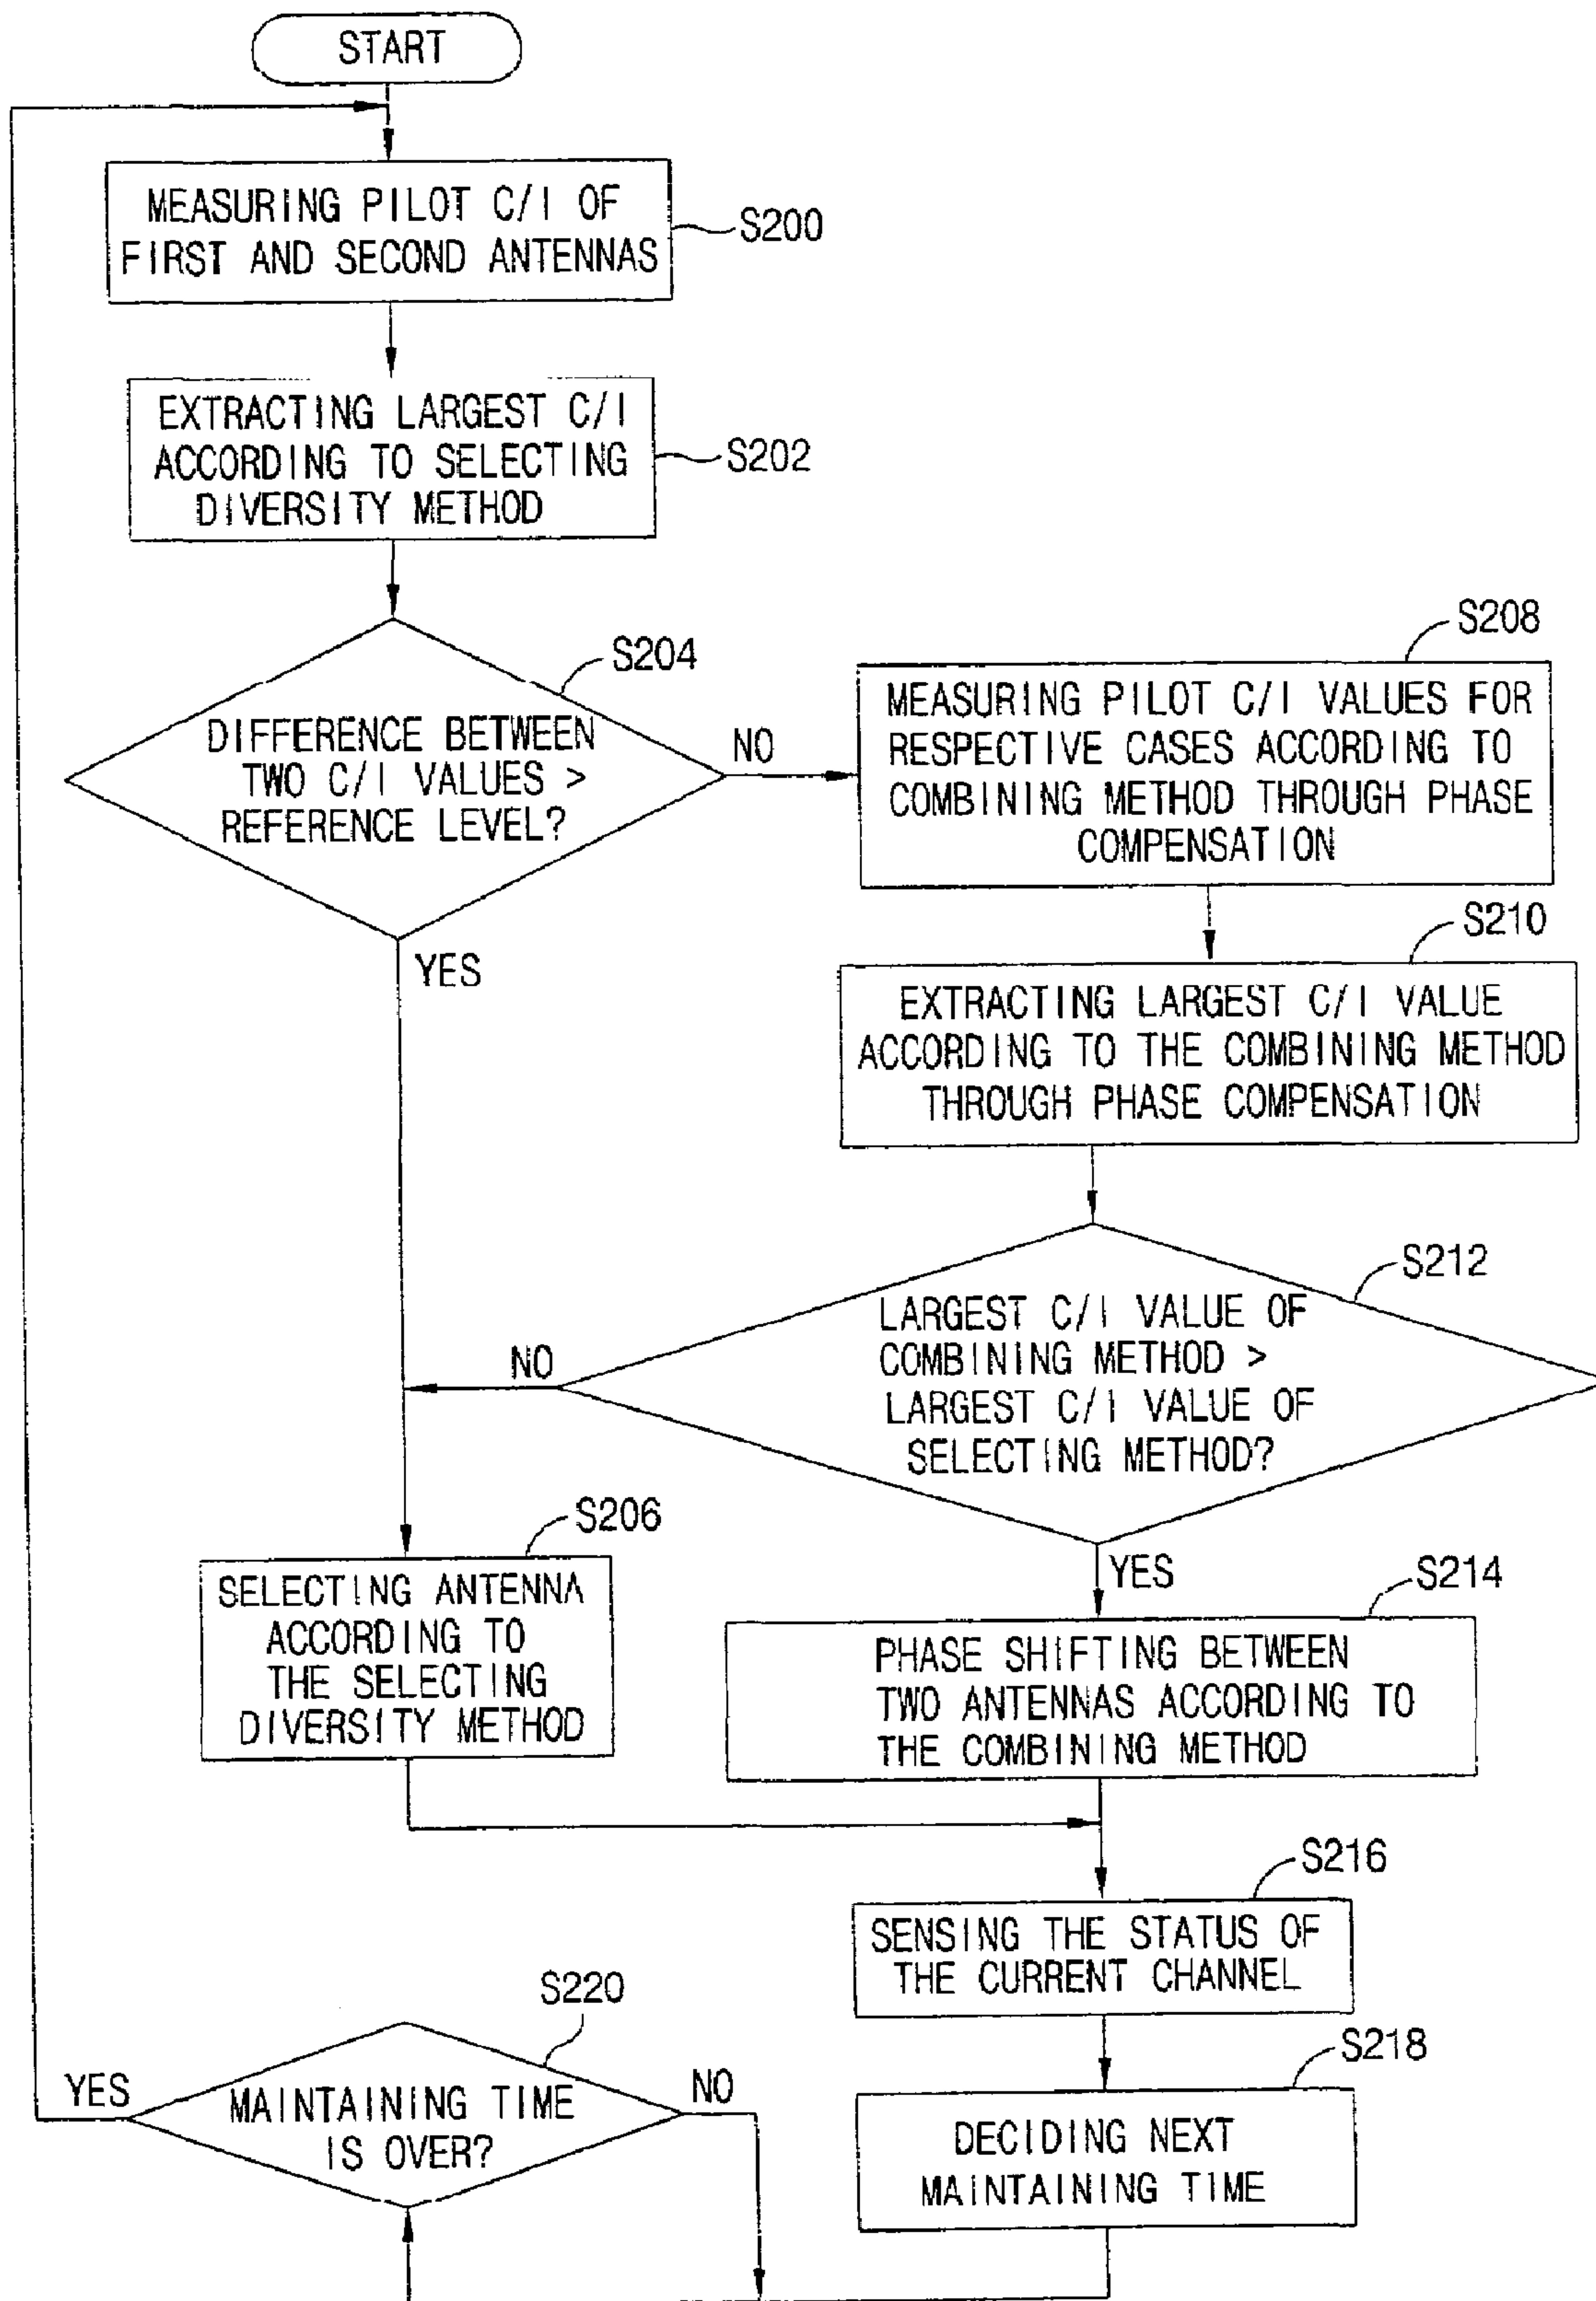 START
MEASURING PILOT C/I OF
FIRST AND SECOND ANTENNAS
S200
EXTRACTING LARGEST C/I
ACCORDING TO SELECTING
DIVERSITY METHOD
S202
S204
DIFFERENCE BETWEEN
TWO C/I VALUES >
REFERENCE LEVEL?
NO
YES
S208
MEASURING PILOT C/I VALUES FOR
RESPECTIVE CASES ACCORDING TO
COMBINING METHOD THROUGH PHASE
COMPENSATION
S210
EXTRACTING LARGEST C/I VALUE
ACCORDING TO THE COMBINING METHOD
THROUGH PHASE COMPENSATION
S212
LARGEST C/I VALUE OF
COMBINING METHOD >
LARGEST C/I VALUE OF
SELECTING METHOD?
NO
YES
S206
SELECTING ANTENNA
ACCORDING TO
THE SELECTING
DIVERSITY METHOD
S214
PHASE SHIFTING BETWEEN
TWO ANTENNAS ACCORDING TO
THE COMBINING METHOD
S216
SENSING THE STATUS OF
THE CURRENT CHANNEL
S218
DECIDING NEXT
MAINTAINING TIME
S220
MAINTAINING TIME
IS OVER?
YES
NO